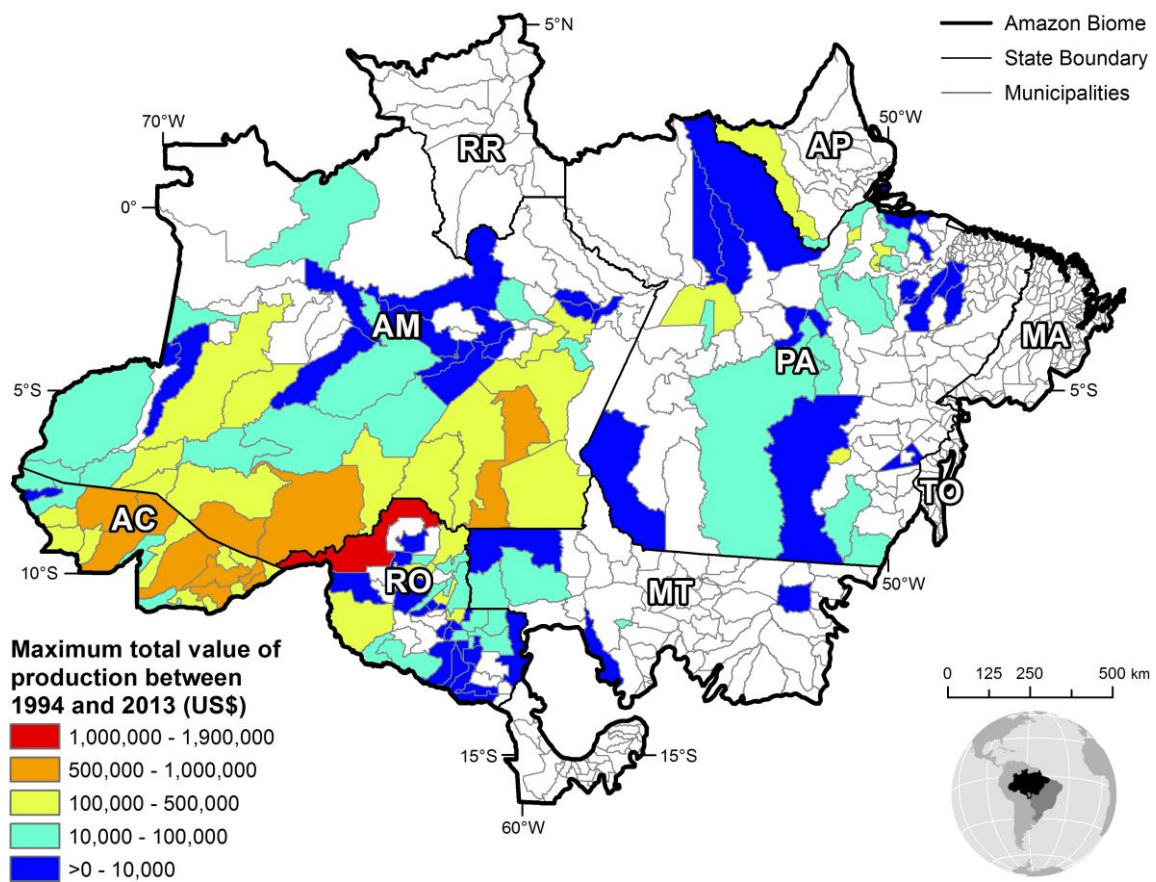 5°N
Amazon Biome
State Boundary
Municipalities
70°W
50°W
RR
AP
0°
AM
PA
MA
5°S
5°S
TO
AC
10°S
RO
MT
50°W
Maximum total value of
production between
1994 and 2013 (US$)
1,000,000 - 1,900,000
500,000 - 1,000,000
100,000 - 500,000
10,000 - 100,000
>0 - 10,000
15°S
15°S
60°W
0 125 250 500 km